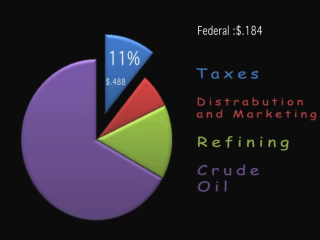 Federal :$.184
11%
$.488
Taxes
Distrabution
and Marketing
Refining
Crude
Oil